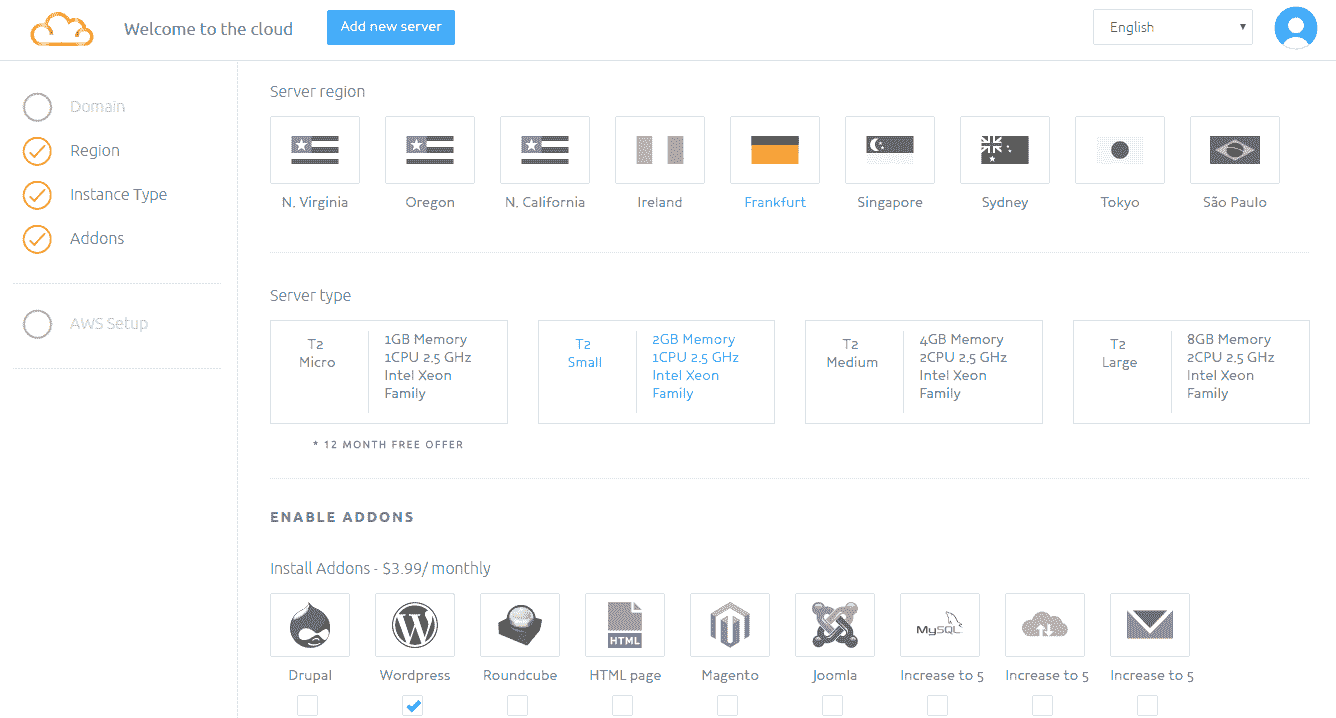 Welcome to the cloud
Add new server
English
Domain
Region
Instance Type
Addons
AWS Setup
Server region
N. Virginia
Oregon
N. California
Ireland
Frankfurt
Singapore
Sydney
Tokyo
São Paulo
Server type
T2
Micro
1GB Memory
1CPU 2.5 GHz
Intel Xeon
Family
T2
Small
2GB Memory
1CPU 2.5 GHz
Intel Xeon
Family
T2
Medium
4GB Memory
2CPU 2.5 GHz
Intel Xeon
Family
T2
Large
8GB Memory
2CPU 2.5 GHz
Intel Xeon
Family
* 12 MONTH FREE OFFER
ENABLE ADDONS
Install Addons - $3.99/ monthly
HTML
MySQL
Drupal
Wordpress
Roundcube
HTML page
Magento
Joomla
Increase to 5
Increase to 5
Increase to 5